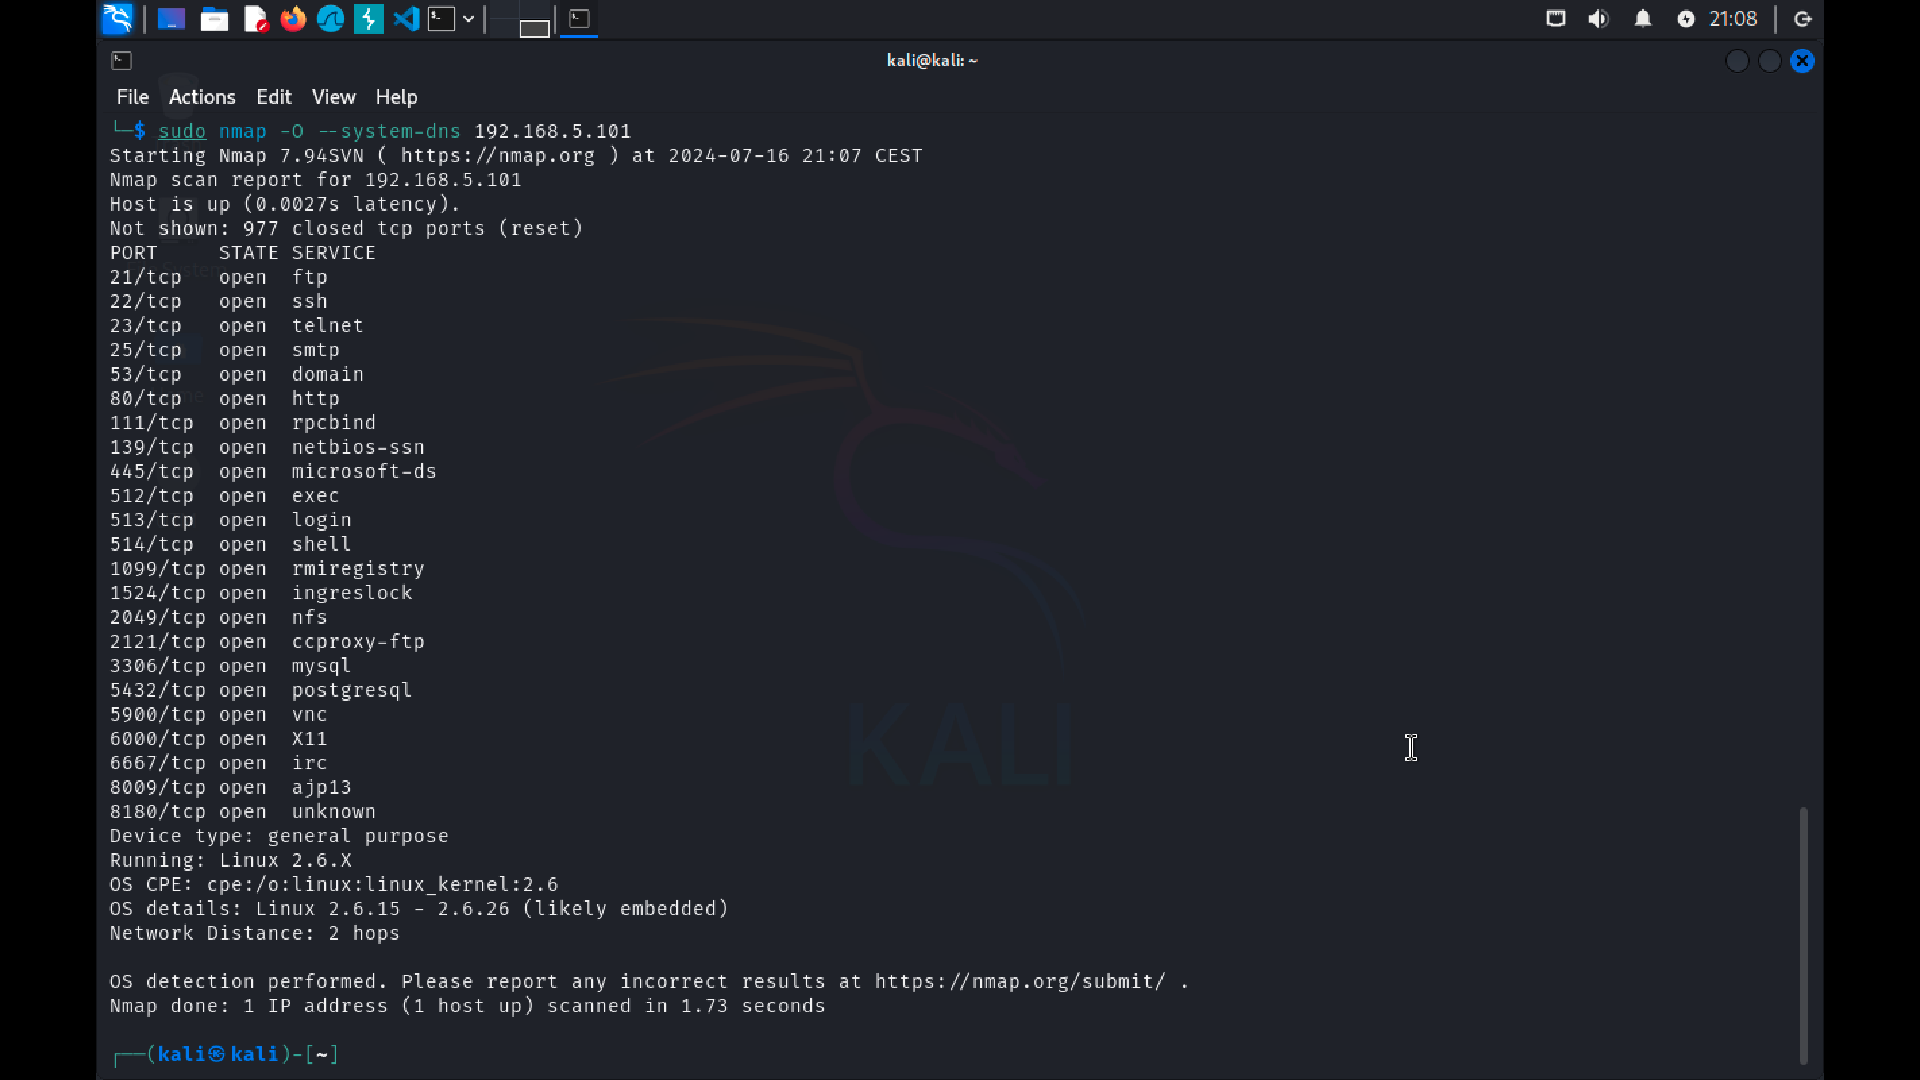 21:08
kali@kali: ~
File Actions Edit View Help
└─$ sudo nmap -O --system-dns 192.168.5.101
Starting Nmap 7.94SVN ( https://nmap.org ) at 2024-07-16 21:07 CEST
Nmap scan report for 192.168.5.101
Host is up (0.0027s latency).
Not shown: 977 closed tcp ports (reset)
PORT     STATE SERVICE
21/tcp   open  ftp
22/tcp   open  ssh
23/tcp   open  telnet
25/tcp   open  smtp
53/tcp   open  domain
80/tcp   open  http
111/tcp  open  rpcbind
139/tcp  open  netbios-ssn
445/tcp  open  microsoft-ds
512/tcp  open  exec
513/tcp  open  login
514/tcp  open  shell
1099/tcp open  rmiregistry
1524/tcp open  ingreslock
2049/tcp open  nfs
2121/tcp open  ccproxy-ftp
3306/tcp open  mysql
5432/tcp open  postgresql
5900/tcp open  vnc
6000/tcp open  X11
6667/tcp open  irc
8009/tcp open  ajp13
8180/tcp open  unknown
Device type: general purpose
Running: Linux 2.6.X
OS CPE: cpe:/o:linux:linux_kernel:2.6
OS details: Linux 2.6.15 - 2.6.26 (likely embedded)
Network Distance: 2 hops
OS detection performed. Please report any incorrect results at https://nmap.org/submit/ .
Nmap done: 1 IP address (1 host up) scanned in 1.73 seconds
┌──(kali㉿kali)-[~]
KALI